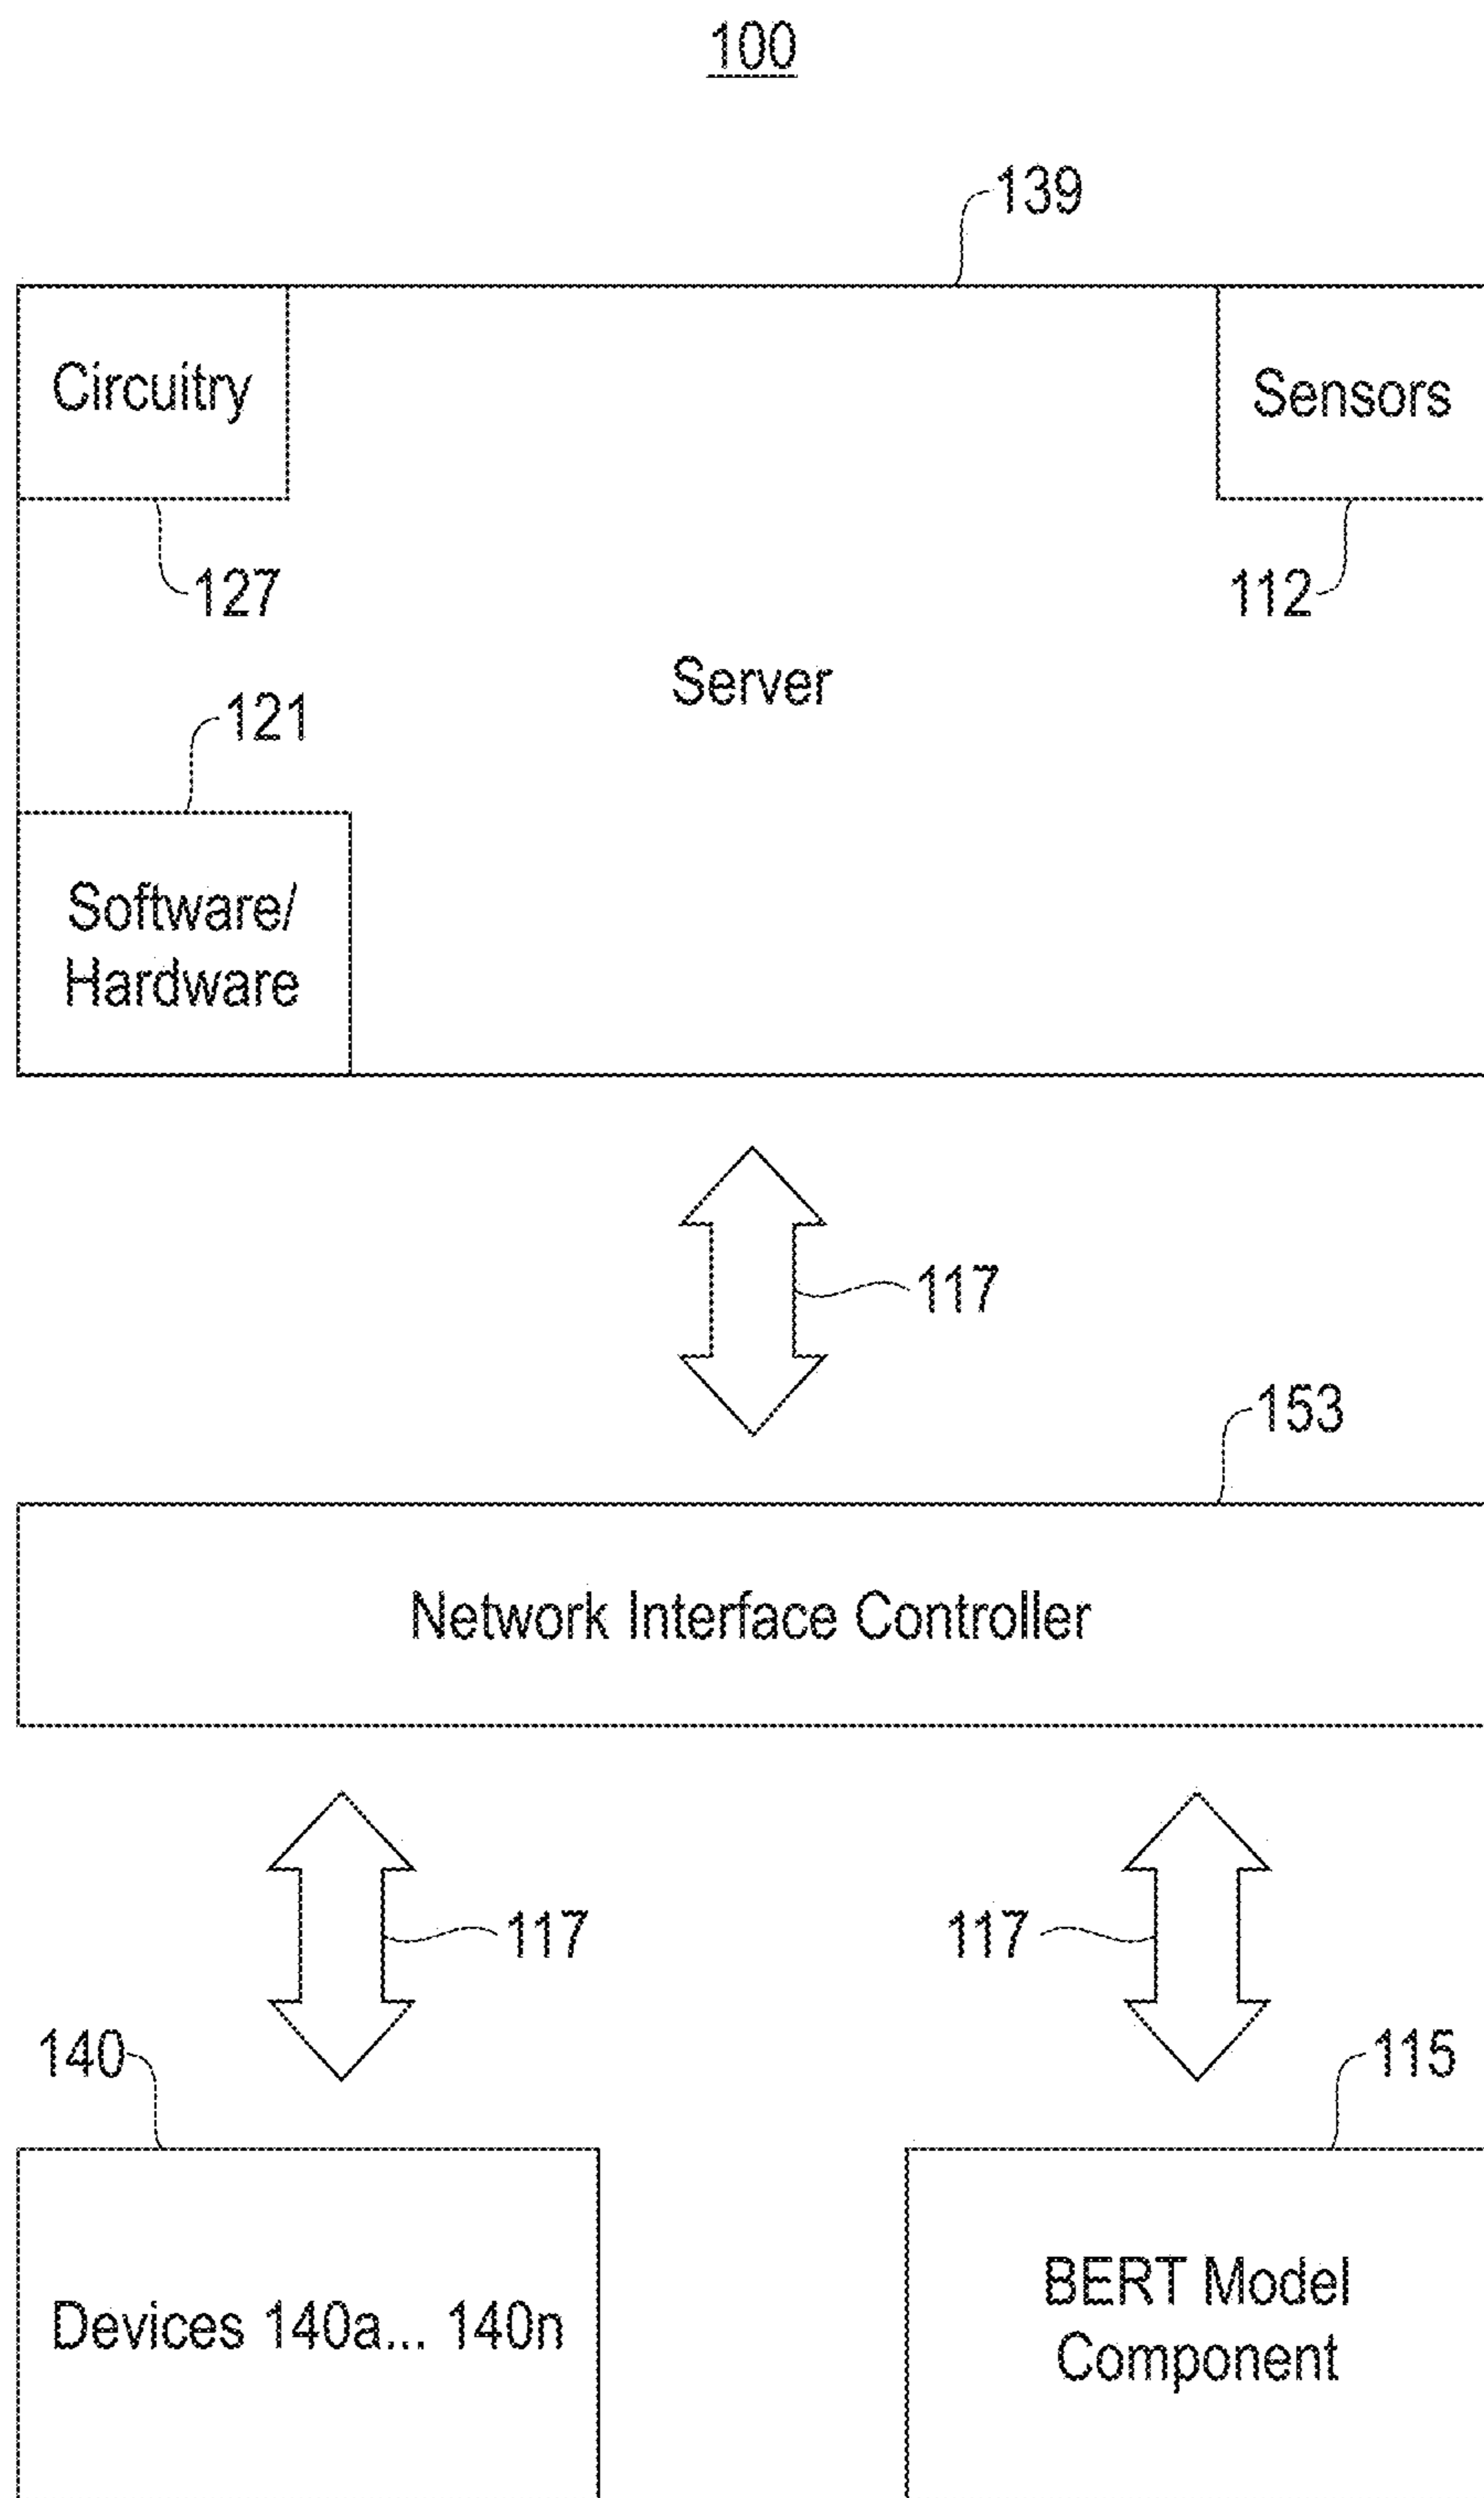 100
139
Circuitry
Sensors
127
112
Server
121
Software/
Hardware
117
153
Network Interface Controller
117
117
140
115
Devices 140a... 140n
BERT Model
Component